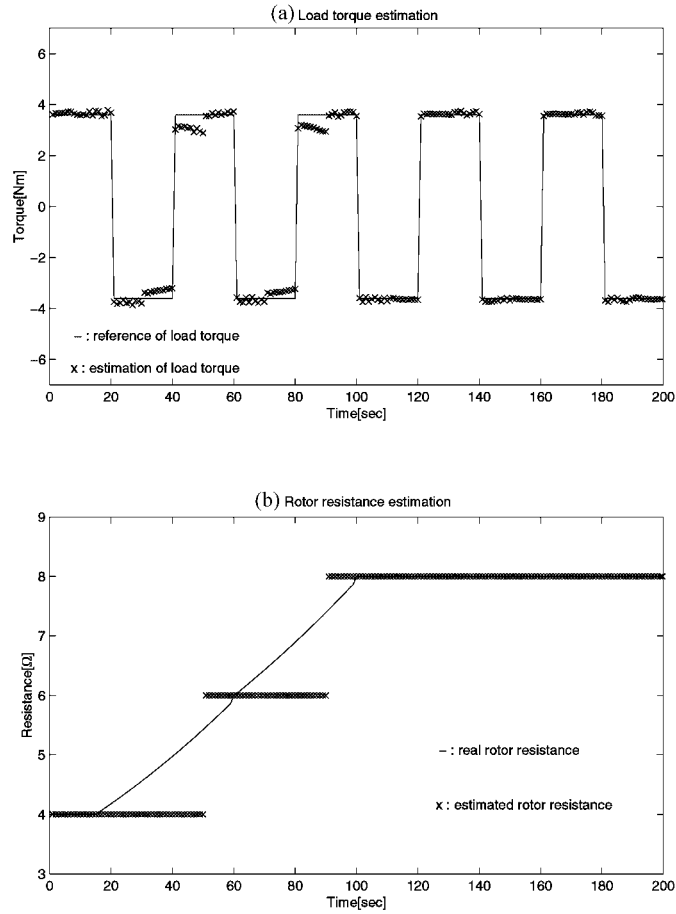 (a) Load torque estimation
6
4
2
0
−2
−4
−6
Torque[Nm]
– : reference of load torque
x : estimation of load torque
0 20 40 60 80 100 120 140 160 180 200
Time[sec]
(b) Rotor resistance estimation
9
8
7
6
5
4
3
Resistance[Ω]
– : real rotor resistance
x : estimated rotor resistance
0 20 40 60 80 100 120 140 160 180 200
Time[sec]